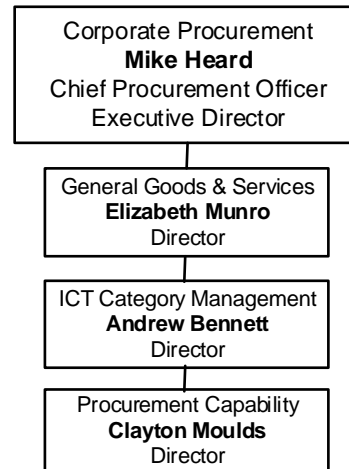 Corporate Procurement
Mike Heard
Chief Procurement Officer
Executive Director
General Goods & Services
Elizabeth Munro
Director
ICT Category Management
Andrew Bennett
Director
Procurement Capability
Clayton Moulds
Director